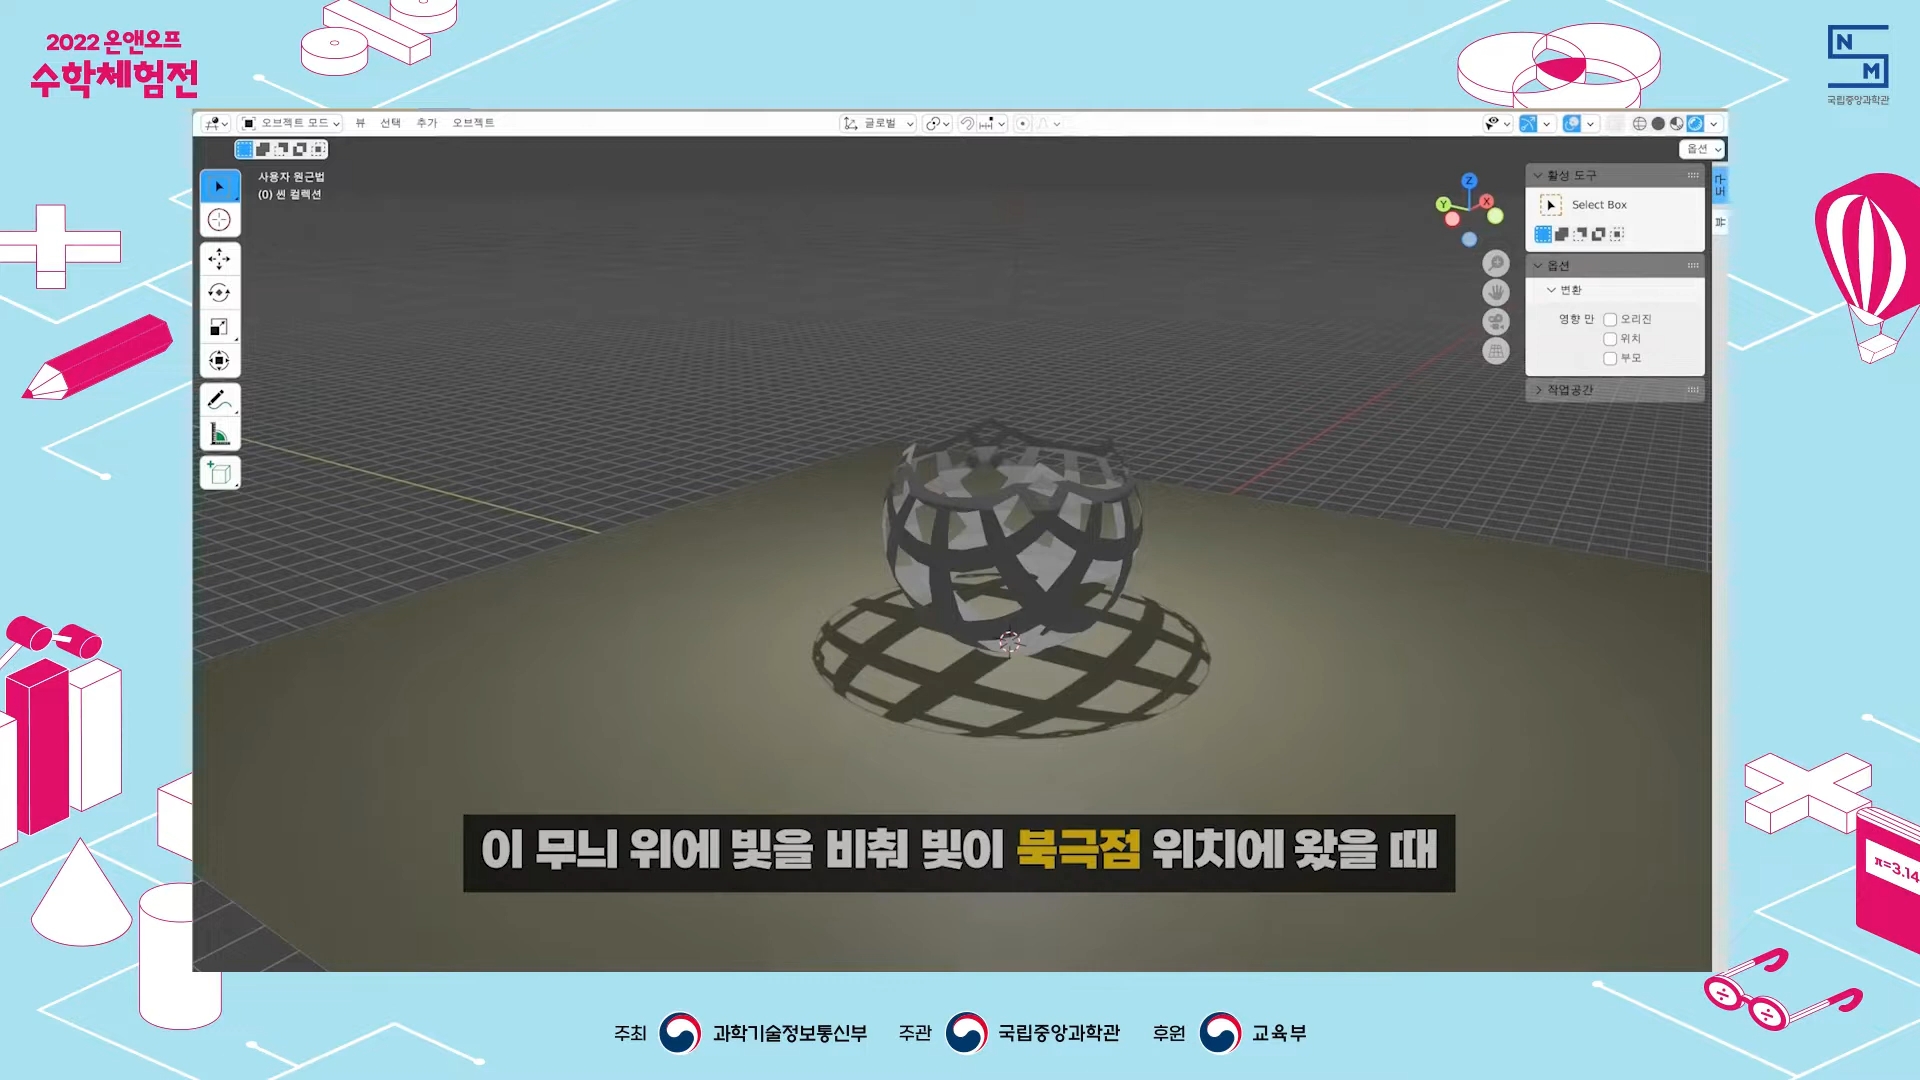 2022 온앤오프
수학체험전
N
S
M
국립중앙과학관
오브젝트 모드 뷰 선택 추가 오브젝트
글로벌
옵션
사용자 원근법
(0) 씬 컬렉션
Z
Y
X
활성 도구
Select Box
옵션
변환
영향 만 오리진
위치
부모
작업공간
도구
뷰
이 무늬 위에 빛을 비춰 빛이 북극점 위치에 왔을 때
π=3.14
주최 과학기술정보통신부 주관 국립중앙과학관 후원 교육부